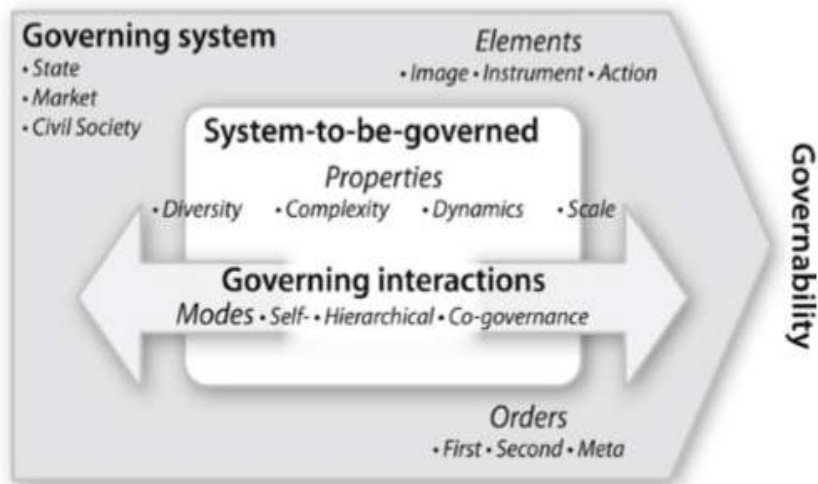 Governing system
• State
• Market
• Civil Society
Elements
• Image • Instrument • Action
System-to-be-governed
Properties
• Diversity • Complexity • Dynamics • Scale
Governing interactions
Modes • Self- • Hierarchical • Co-governance
Orders
• First • Second • Meta
Governability